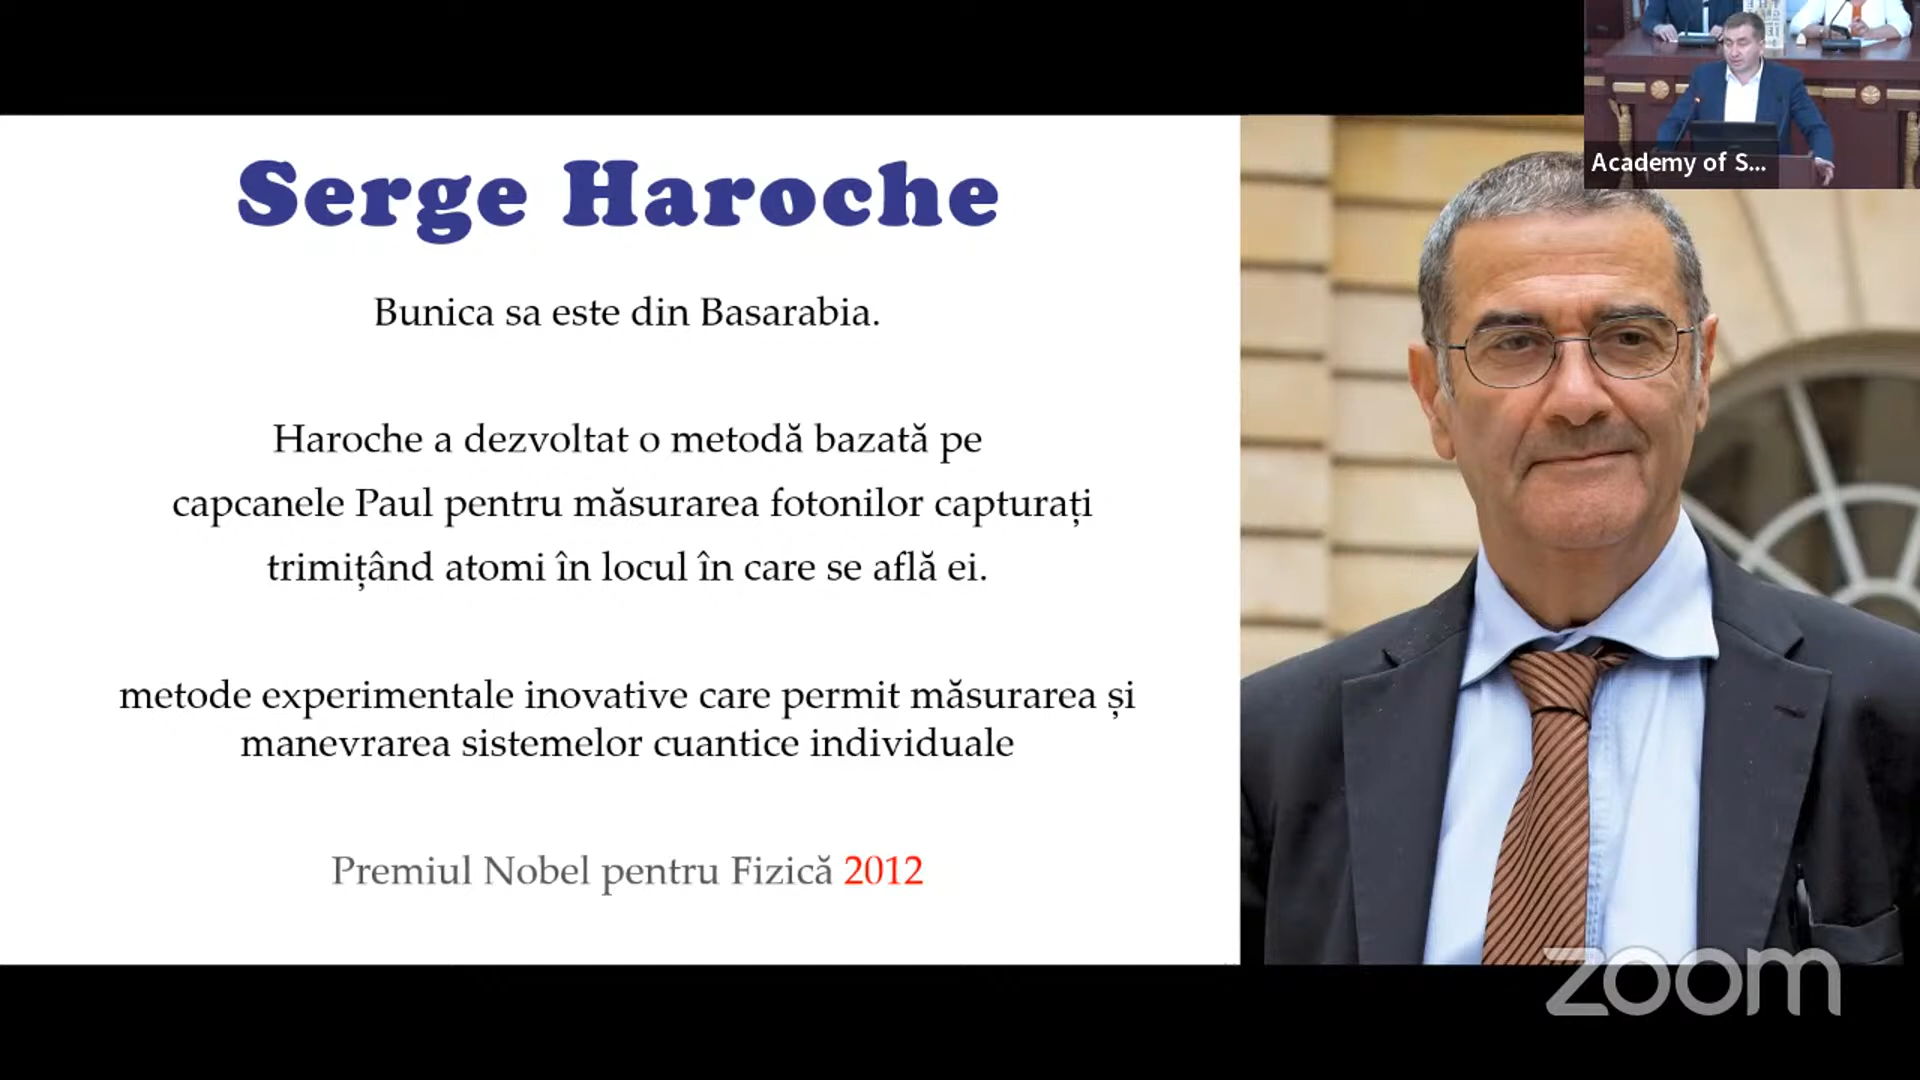 Academy of S...
Serge Haroche
Bunica sa este din Basarabia.
Haroche a dezvoltat o metodă bazată pe
capcanele Paul pentru măsurarea fotonilor capturați
trimițând atomi în locul în care se află ei.
metode experimentale inovative care permit măsurarea și
manevrarea sistemelor cuantice individuale
Premiul Nobel pentru Fizică 2012
zoom